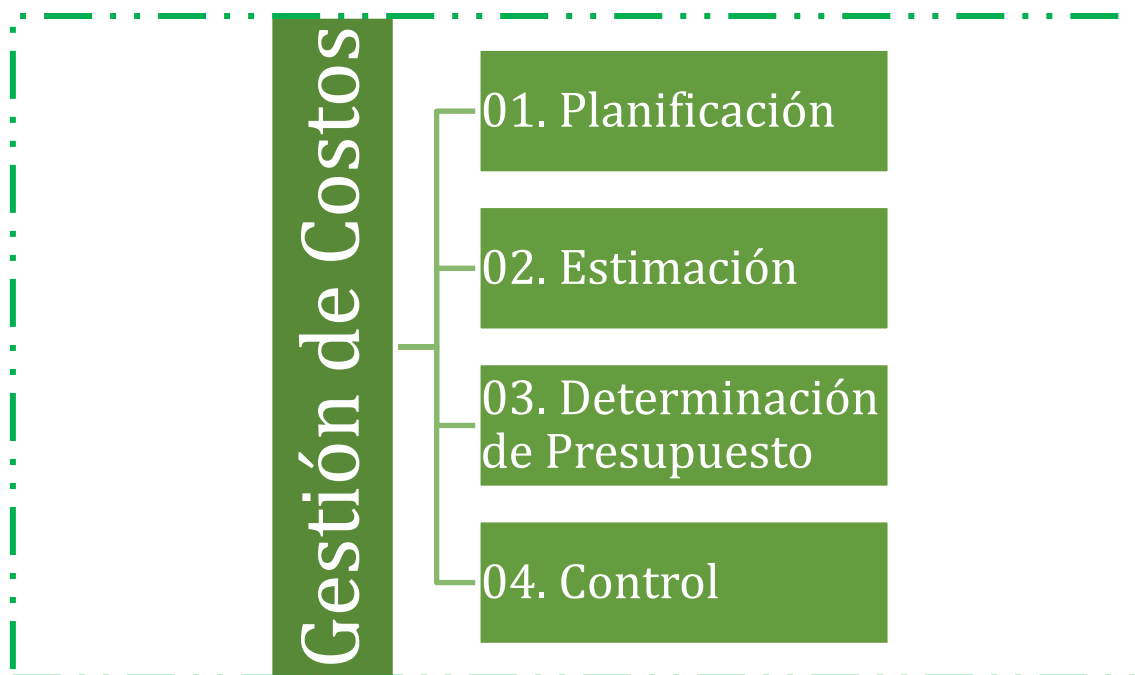 Gestión de Costos
01. Planificación
02. Estimación
03. Determinación
de Presupuesto
04. Control